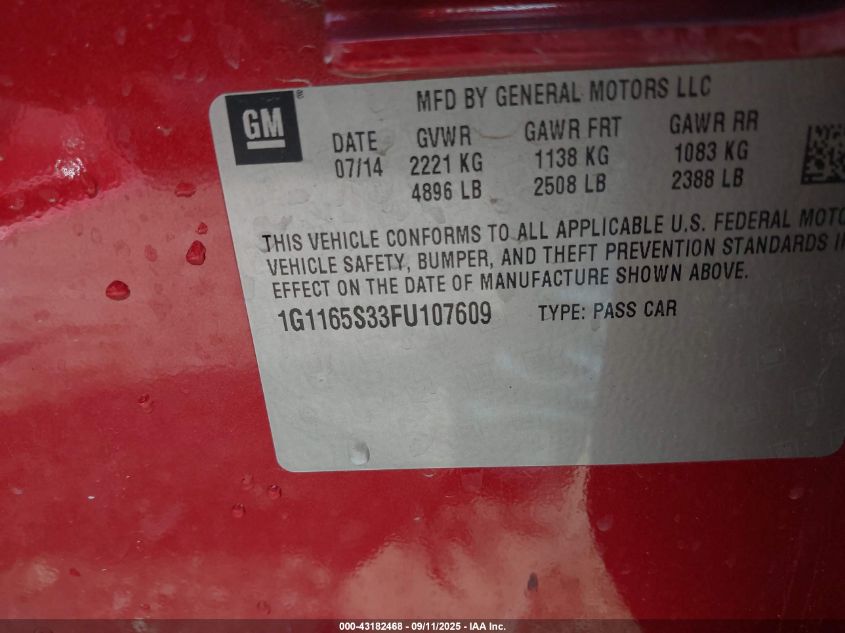 MFD BY GENERAL MOTORS LLC
GM
®
DATE GVWR GAWR FRT GAWR RR
07/14 2221 KG 1138 KG 1083 KG
4896 LB 2508 LB 2388 LB
THIS VEHICLE CONFORMS TO ALL APPLICABLE U.S. FEDERAL MOTO
VEHICLE SAFETY, BUMPER, AND THEFT PREVENTION STANDARDS I
EFFECT ON THE DATE OF MANUFACTURE SHOWN ABOVE.
1G1165S33FU107609 TYPE: PASS CAR
000-43182468 - 09/11/2025 - IAA Inc.